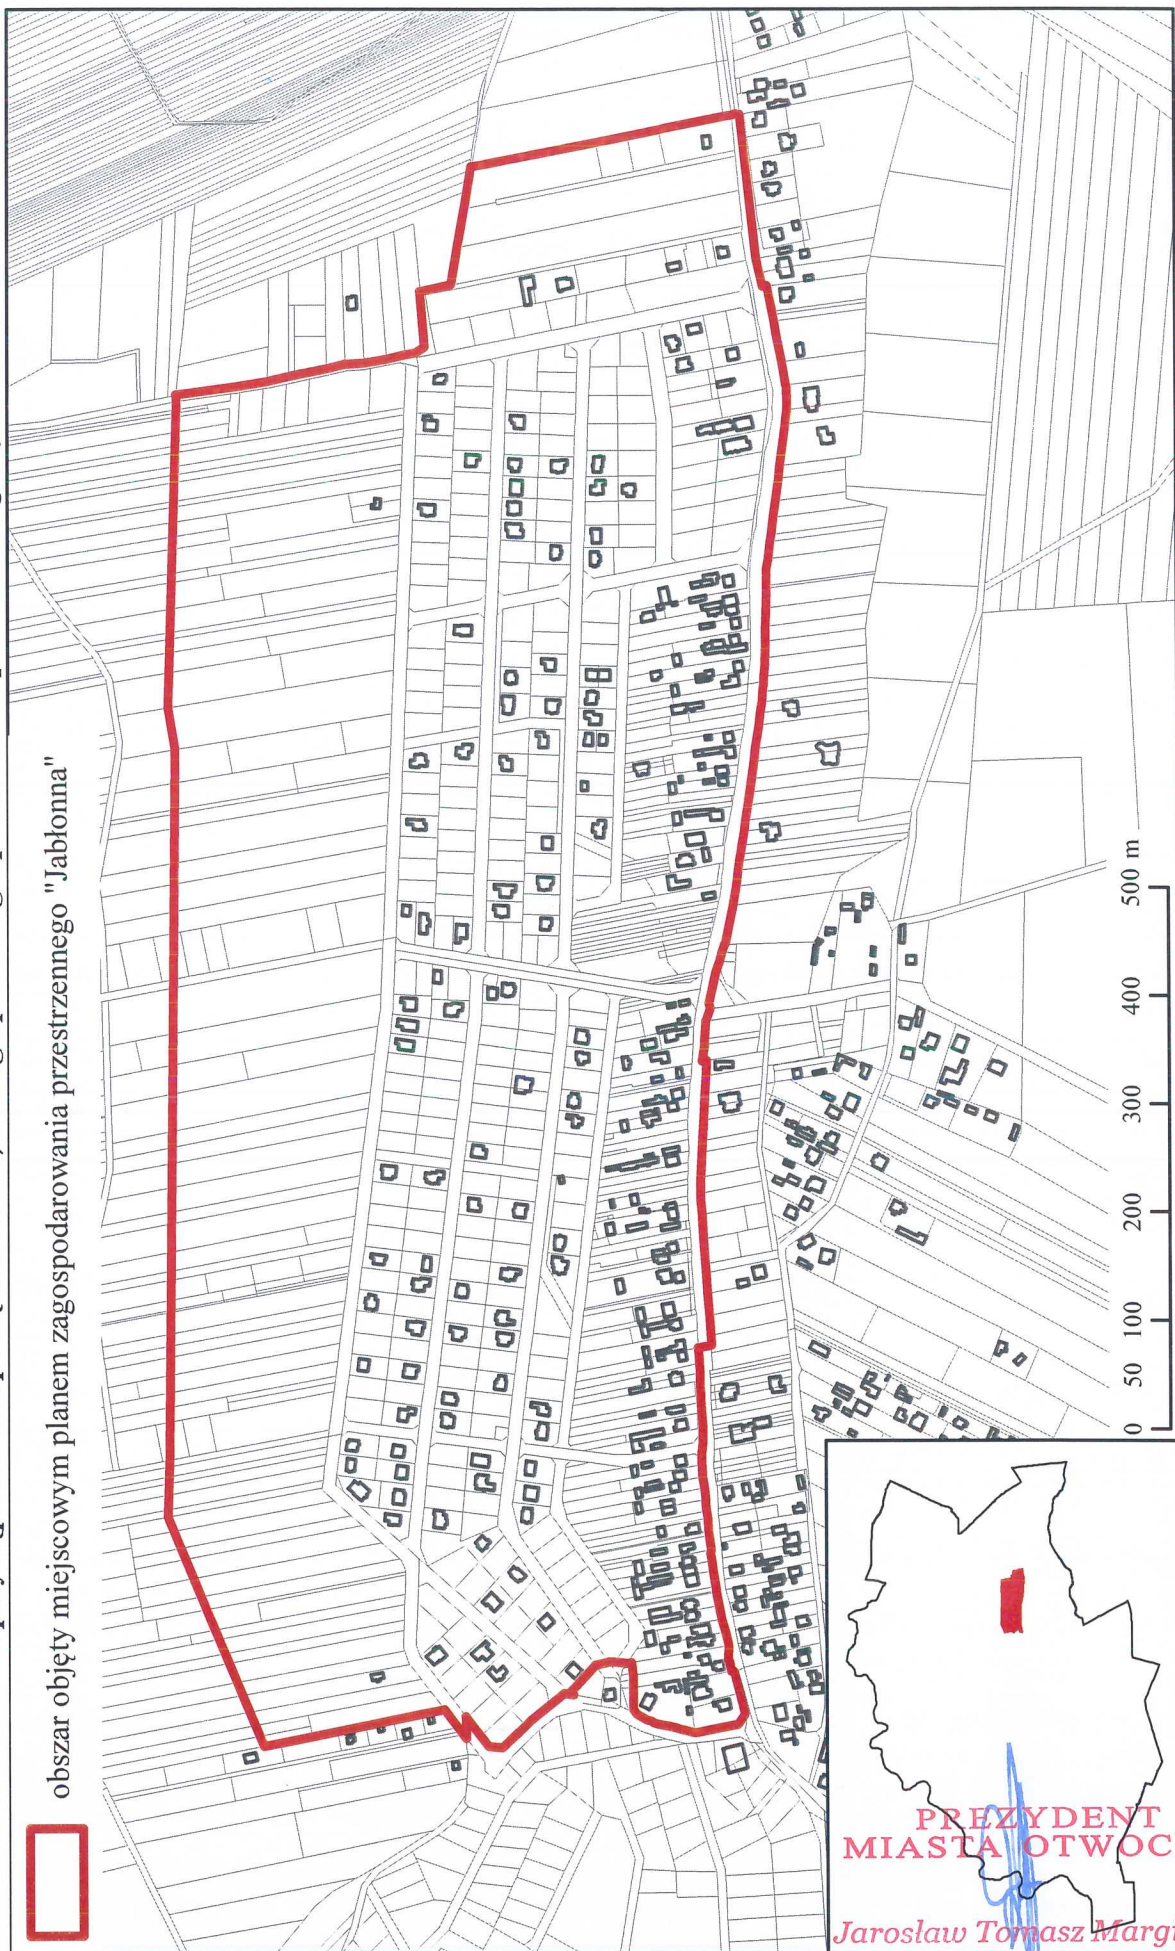 obszar objęty miejscowym planem zagospodarowania przestrzennego "Jabłonna"
0 50 100 200 300 400 500 m
PREZYDENT
MIASTA OTWOC
Jarosław Tomasz Marg